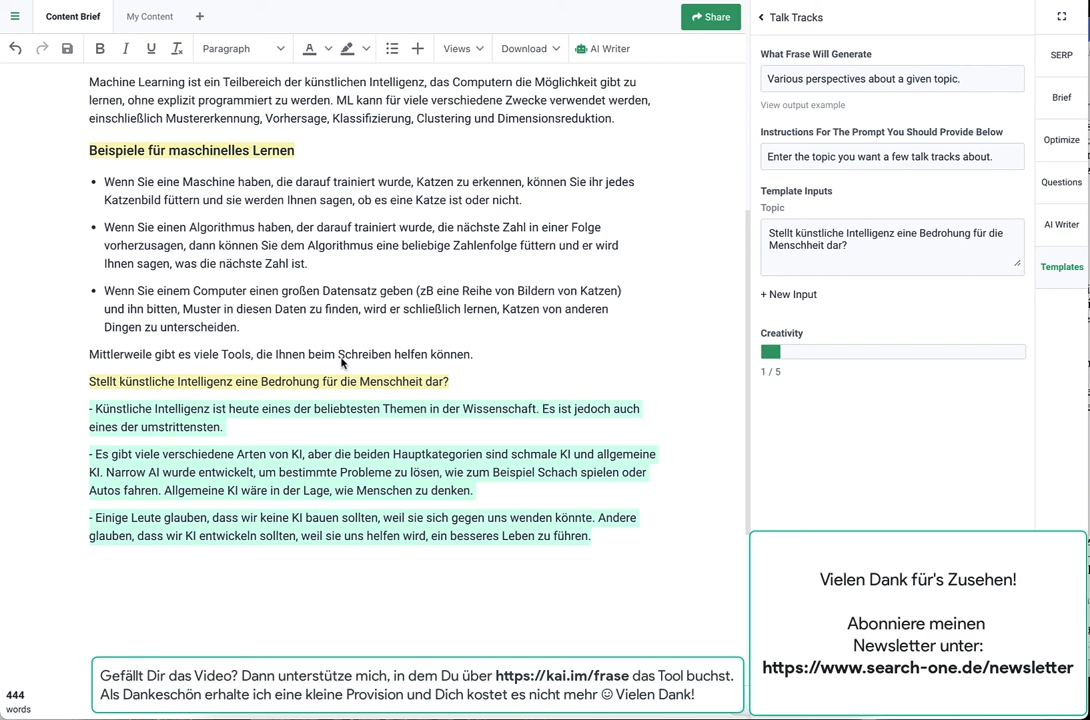 Content Brief
My Content
Share
Talk Tracks
Paragraph
A
Views
Download
AI Writer
SERP
Brief
Optimize
Questions
AI Writer
Templates
Machine Learning ist ein Teilbereich der künstlichen Intelligenz, das Computern die Möglichkeit gibt zu
lernen, ohne explizit programmiert zu werden. ML kann für viele verschiedene Zwecke verwendet werden,
einschließlich Mustererkennung, Vorhersage, Klassifizierung, Clustering und Dimensionsreduktion.
Beispiele für maschinelles Lernen
• Wenn Sie eine Maschine haben, die darauf trainiert wurde, Katzen zu erkennen, können Sie ihr jedes
Katzenbild füttern und sie werden Ihnen sagen, ob es eine Katze ist oder nicht.
• Wenn Sie einen Algorithmus haben, der darauf trainiert wurde, die nächste Zahl in einer Folge
vorherzusagen, dann können Sie dem Algorithmus eine beliebige Zahlenfolge füttern und er wird
Ihnen sagen, was die nächste Zahl ist.
• Wenn Sie einem Computer einen großen Datensatz geben (zB eine Reihe von Bildern von Katzen)
und ihn bitten, Muster in diesen Daten zu finden, wird er schließlich lernen, Katzen von anderen
Dingen zu unterscheiden.
Mittlerweile gibt es viele Tools, die Ihnen beim Schreiben helfen können.
Stellt künstliche Intelligenz eine Bedrohung für die Menschheit dar?
- Künstliche Intelligenz ist heute eines der beliebtesten Themen in der Wissenschaft. Es ist jedoch auch
eines der umstrittensten.
- Es gibt viele verschiedene Arten von KI, aber die beiden Hauptkategorien sind schmale KI und allgemeine
KI. Narrow AI wurde entwickelt, um bestimmte Probleme zu lösen, wie zum Beispiel Schach spielen oder
Autos fahren. Allgemeine KI wäre in der Lage, wie Menschen zu denken.
- Einige Leute glauben, dass wir keine KI bauen sollten, weil sie sich gegen uns wenden könnte. Andere
glauben, dass wir KI entwickeln sollten, weil sie uns helfen wird, ein besseres Leben zu führen.
What Frase Will Generate
Various perspectives about a given topic.
View output example
Instructions For The Prompt You Should Provide Below
Enter the topic you want a few talk tracks about.
Template Inputs
Topic
Stellt künstliche Intelligenz eine Bedrohung für die
Menschheit dar?
+ New Input
Creativity
1 / 5
Vielen Dank für's Zusehen!
Abonniere meinen
Newsletter unter:
https://www.search-one.de/newsletter
Gefällt Dir das Video? Dann unterstütze mich, in dem Du über https://kai.im/frase das Tool buchst.
Als Dankeschön erhalte ich eine kleine Provision und Dich kostet es nicht mehr ☺ Vielen Dank!
444
words